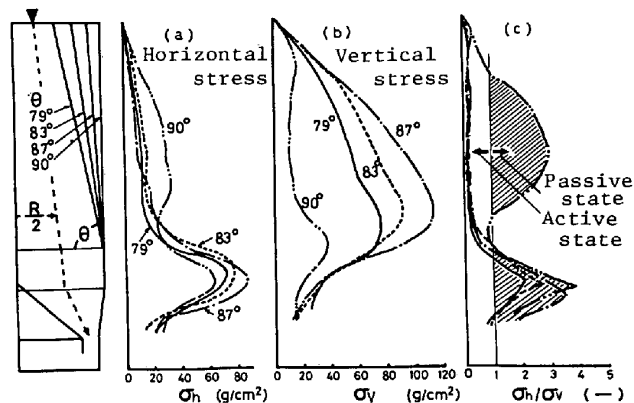 (a)
(b)
(c)
Horizontal
stress
Vertical
stress
θ
79°
83°
87°
90°
90°
79°
87°
83°
90°
R/2
θ
79°
83°
87°
Passive
state
Active
state
0 20 40 60 80
0 20 40 60 80 100 120
0 1 2 3 4 5
σh (g/cm²)
σv (g/cm²)
σh/σv (—)